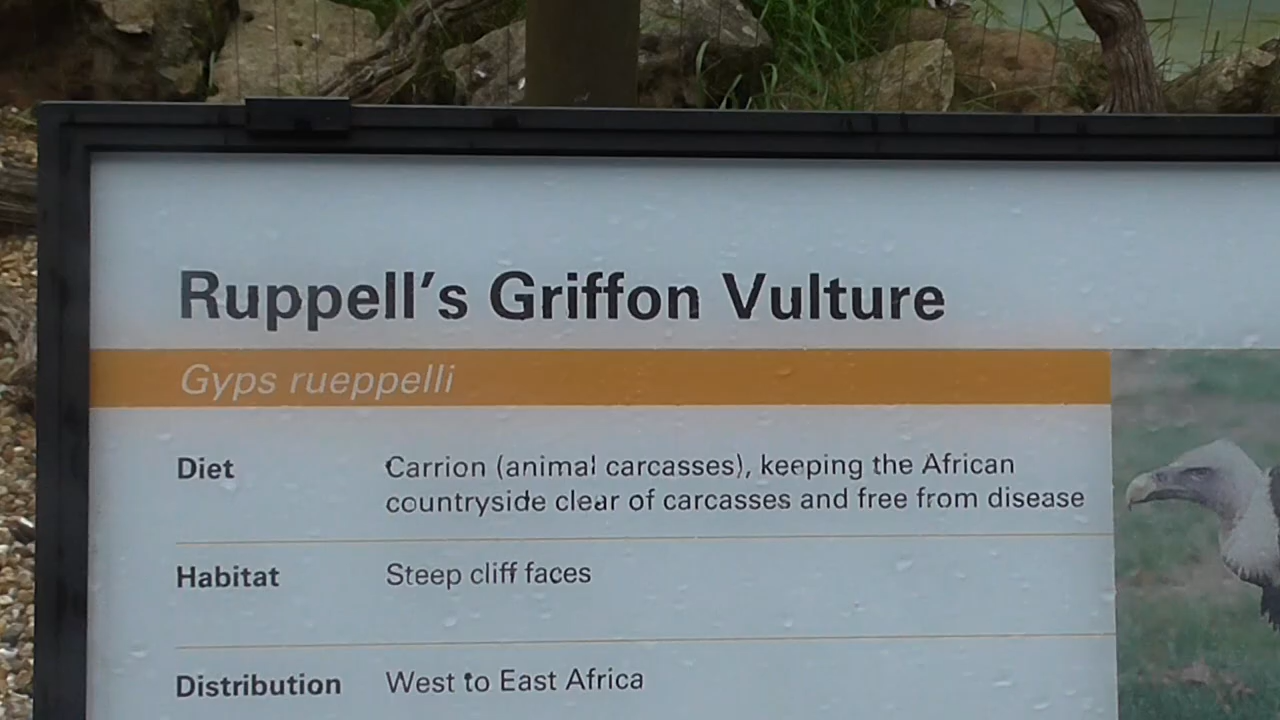 Ruppell's Griffon Vulture
Gyps rueppelli
Diet Carrion (animal carcasses), keeping the African
countryside clear of carcasses and free from disease
Habitat Steep cliff faces
Distribution West to East Africa